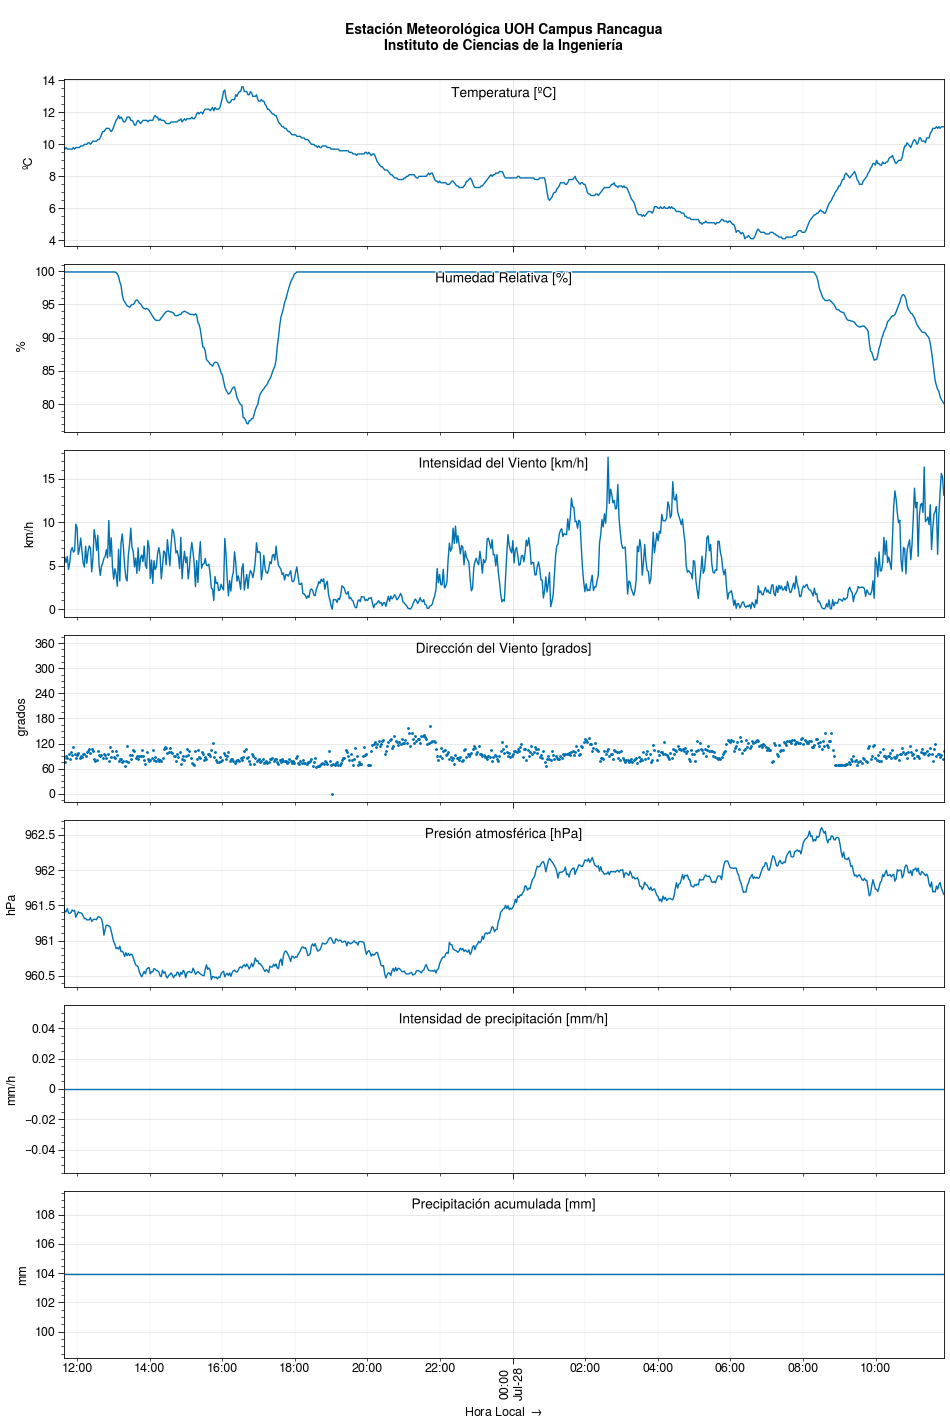 Estación Meteorológica UOH Campus Rancagua
Instituto de Ciencias de la Ingeniería
Temperatura [ºC]
ºC
14
12
10
8
6
4
Humedad Relativa [%]
%
100
95
90
85
80
Intensidad del Viento [km/h]
km/h
15
10
5
0
Dirección del Viento [grados]
grados
360
300
240
180
120
60
0
Presión atmosférica [hPa]
hPa
962.5
962
961.5
961
960.5
Intensidad de precipitación [mm/h]
mm/h
0.04
0.02
0
−0.02
−0.04
Precipitación acumulada [mm]
mm
108
106
104
102
100
12:00 14:00 16:00 18:00 20:00 22:00 00:00 02:00 04:00 06:00 08:00 10:00
Jul-28
Hora Local →